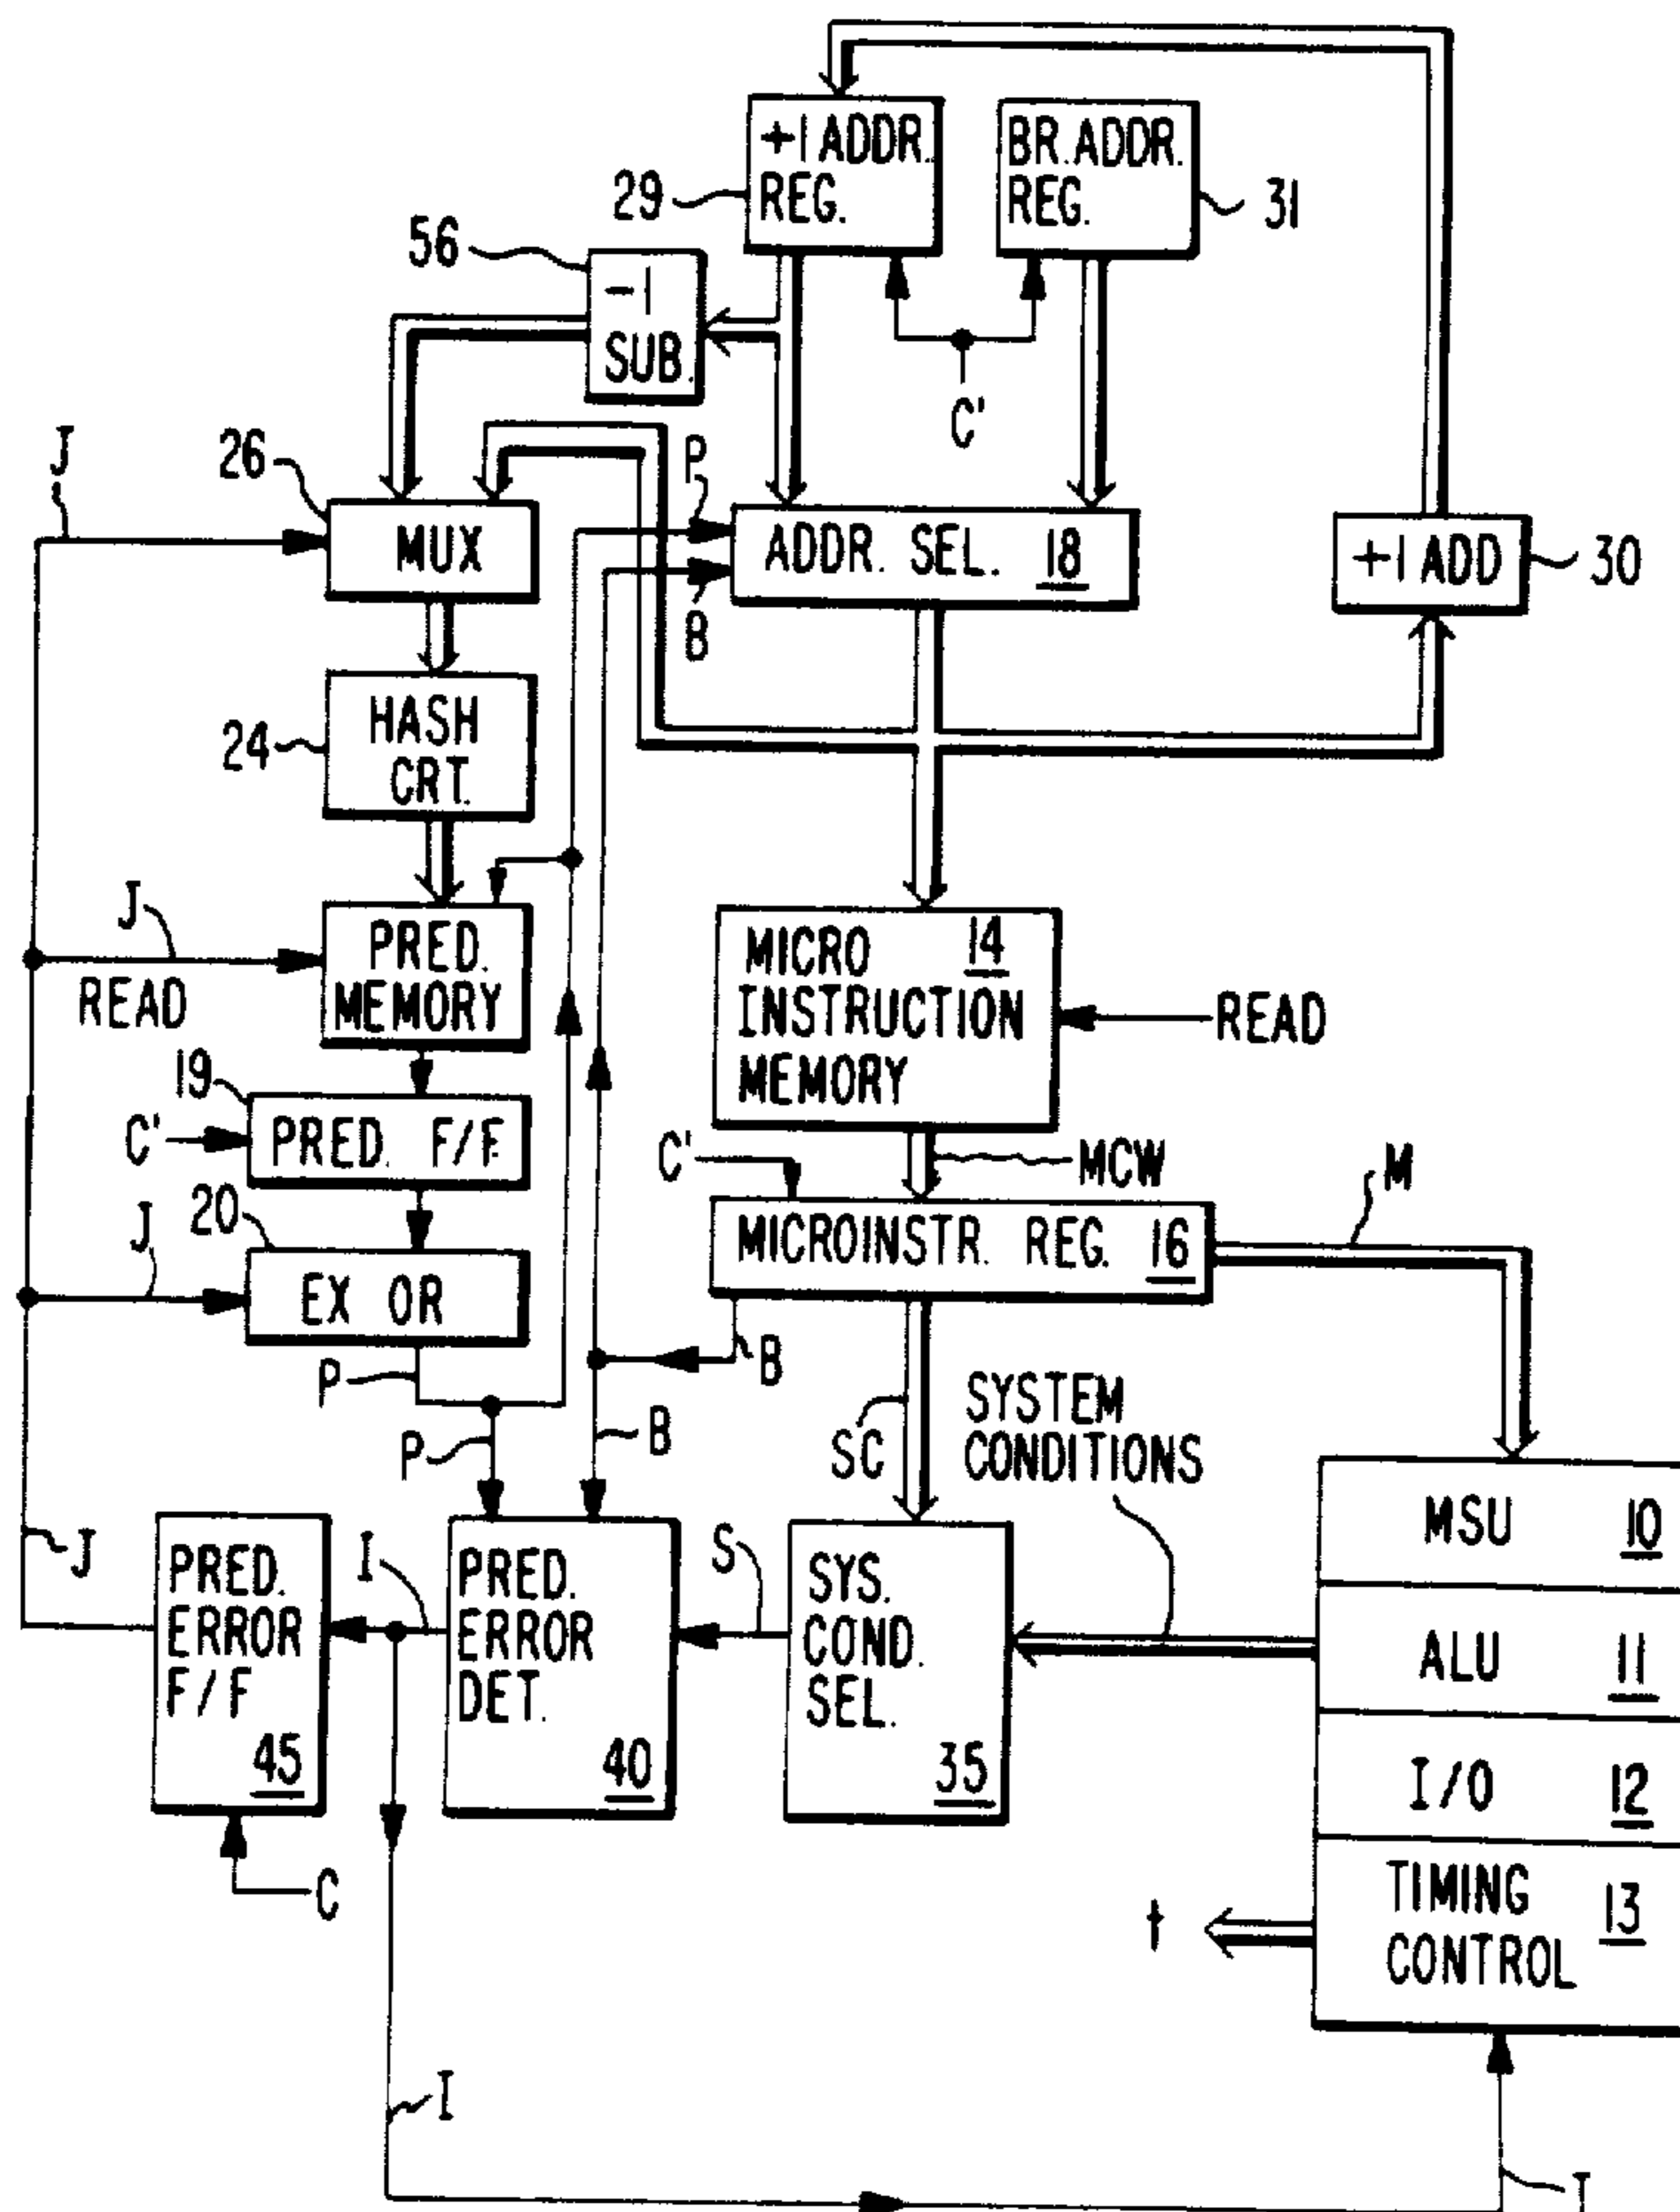 +1 ADDR.
REG.
29
BR. ADDR.
REG.
31
56
-1
SUB.
C'
J
26
MUX
P
B
ADDR. SEL. 18
+1 ADD
30
24
HASH
CRT.
J
READ
PRED.
MEMORY
MICRO 14
INSTRUCTION
MEMORY
READ
19
C'
PRED. F/F
C'
MCW
M
20
J
EX OR
MICROINSTR. REG. 16
P
B
P
B
SC
SYSTEM
CONDITIONS
J
PRED.
ERROR
F/F
45
I
PRED.
ERROR
DET.
40
S
SYS.
COND.
SEL.
35
MSU 10
ALU 11
I/O 12
TIMING 13
CONTROL
C
t
I